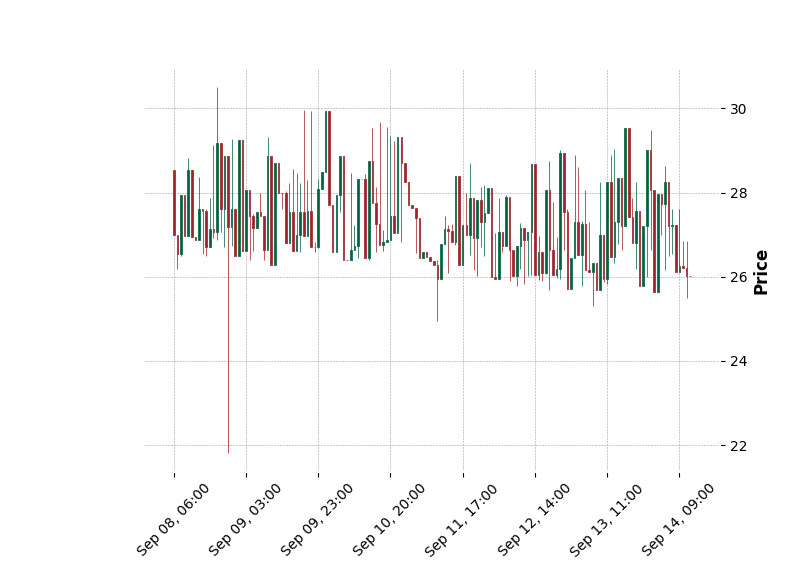 30
28
26
24
22
Price
Sep 08, 06:00
Sep 09, 03:00
Sep 09, 23:00
Sep 10, 20:00
Sep 11, 17:00
Sep 12, 14:00
Sep 13, 11:00
Sep 14, 09:00